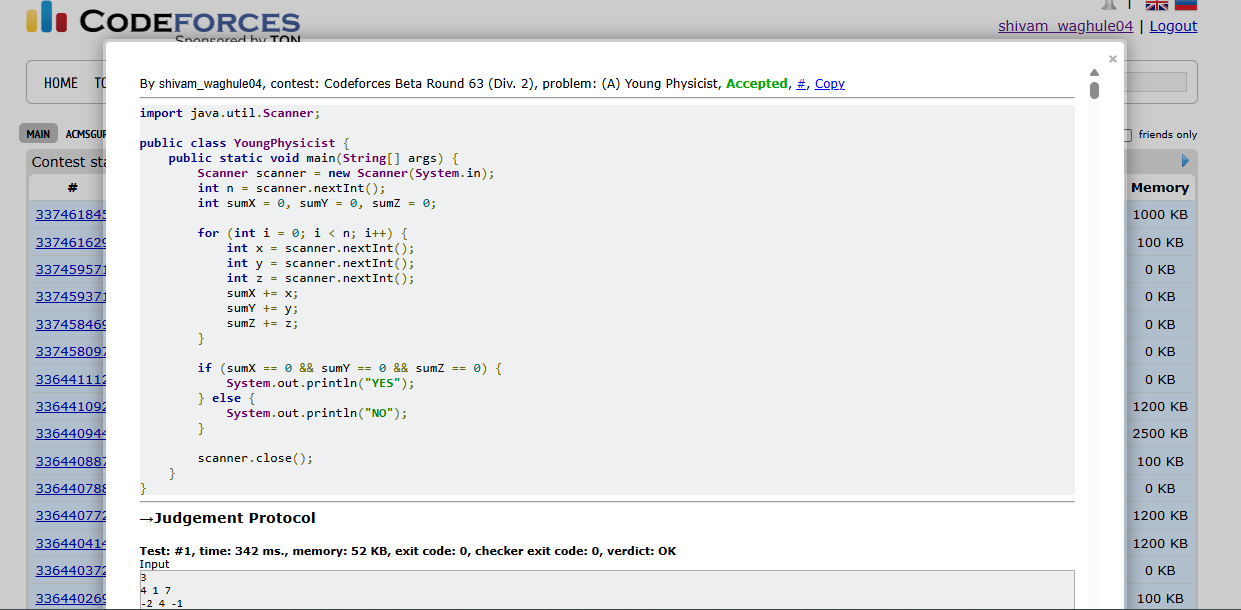 CODEFORCES
Sponsored by TON
shivam_waghule04 | Logout
HOME
MAIN ACMSGUR
friends only
Contest sta
# Memory
337461845 1000 KB
337461629 100 KB
337459571 0 KB
337459371 0 KB
337458469 0 KB
337458097 0 KB
336441112 0 KB
336441092 1200 KB
336440944 2500 KB
336440887 100 KB
336440788 0 KB
336440772 1200 KB
336440414 1200 KB
336440372 0 KB
336440269 100 KB
×
By shivam_waghule04, contest: Codeforces Beta Round 63 (Div. 2), problem: (A) Young Physicist, Accepted, #, Copy
import java.util.Scanner;
public class YoungPhysicist {
public static void main(String[] args) {
Scanner scanner = new Scanner(System.in);
int n = scanner.nextInt();
int sumX = 0, sumY = 0, sumZ = 0;
for (int i = 0; i < n; i++) {
int x = scanner.nextInt();
int y = scanner.nextInt();
int z = scanner.nextInt();
sumX += x;
sumY += y;
sumZ += z;
}
if (sumX == 0 && sumY == 0 && sumZ == 0) {
System.out.println("YES");
} else {
System.out.println("NO");
}
scanner.close();
}
}
→Judgement Protocol
Test: #1, time: 342 ms., memory: 52 KB, exit code: 0, checker exit code: 0, verdict: OK
Input
3
4 1 7
-2 4 -1